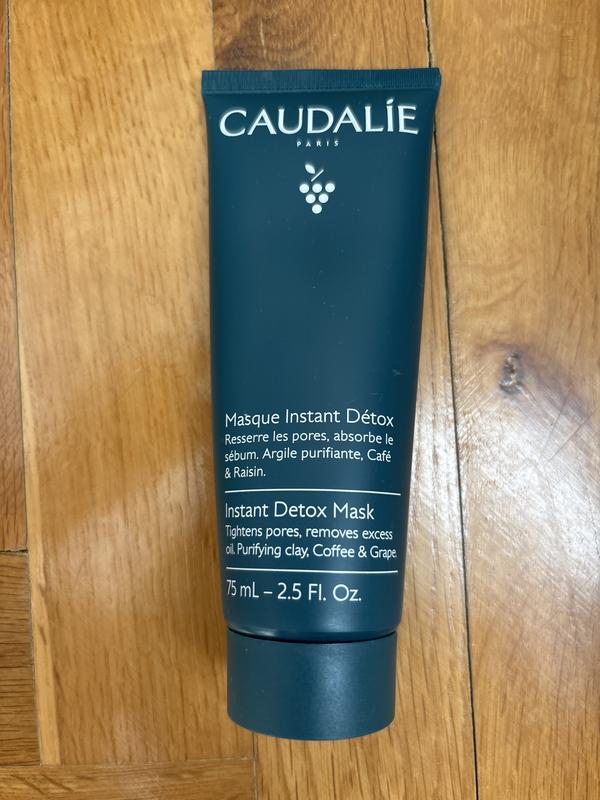 CAUDALÍE
PARIS
Masque Instant Détox
Resserre les pores, absorbe le
sébum. Argile purifiante, Café
& Raisin.
Instant Detox Mask
Tightens pores, removes excess
oil. Purifying clay, Coffee & Grape.
75 mL – 2.5 Fl. Oz.